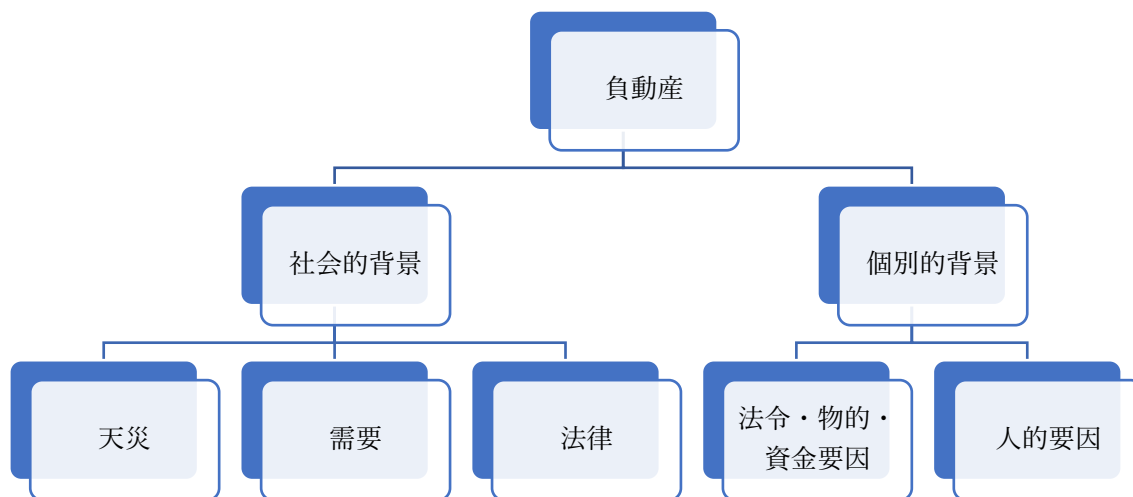 負動産
社会的背景
個別的背景
天災
需要
法律
法令・物的・
資金要因
人的要因